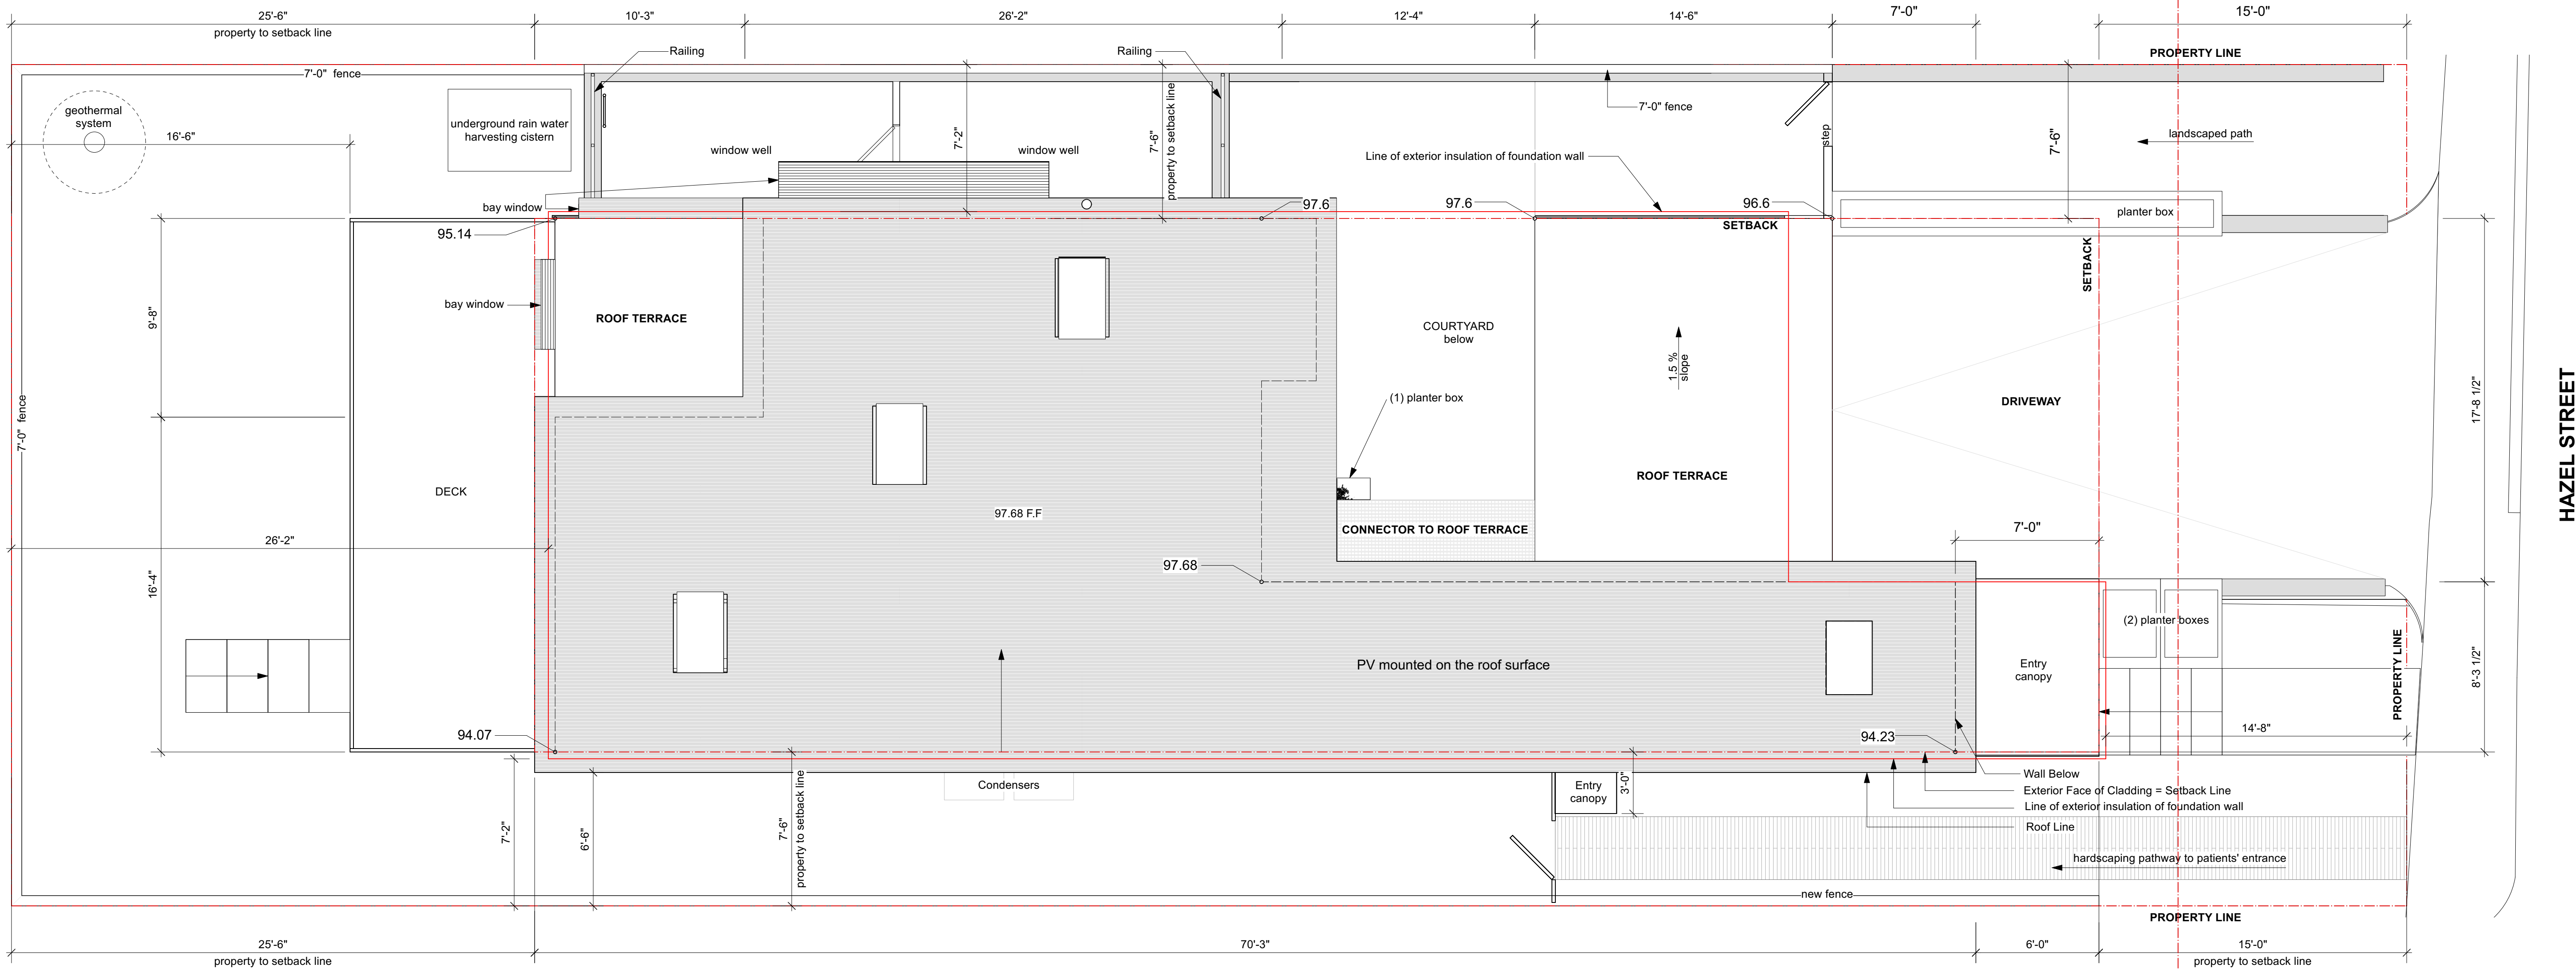 25'-6"
property to setback line
10'-3"
26'-2"
12'-4"
14'-6"
7'-0"
15'-0"
Railing
Railing
PROPERTY LINE
7'-0" fence
geothermal
system
16'-6"
underground rain water
harvesting cistern
window well
window well
7'-2"
7'-6"
property to setback line
7'-0" fence
step
Line of exterior insulation of foundation wall
7'-6"
landscaped path
bay window
95.14
97.6
97.6
96.6
SETBACK
planter box
SETBACK
bay window
ROOF TERRACE
9'-8"
COURTYARD
below
1.5 %
slope
(1) planter box
DRIVEWAY
17'-8 1/2"
HAZEL STREET
7'-0" fence
DECK
97.68 F.F
ROOF TERRACE
CONNECTOR TO ROOF TERRACE
26'-2"
7'-0"
97.68
16'-4"
(2) planter boxes
PV mounted on the roof surface
Entry
canopy
PROPERTY LINE
8'-3 1/2"
94.07
94.23
14'-8"
Condensers
Entry
canopy
3'-0"
Wall Below
Exterior Face of Cladding = Setback Line
Line of exterior insulation of foundation wall
Roof Line
7'-2"
6'-6"
7'-6"
property to setback line
hardscaping pathway to patients' entrance
new fence
PROPERTY LINE
25'-6"
property to setback line
70'-3"
6'-0"
15'-0"
property to setback line